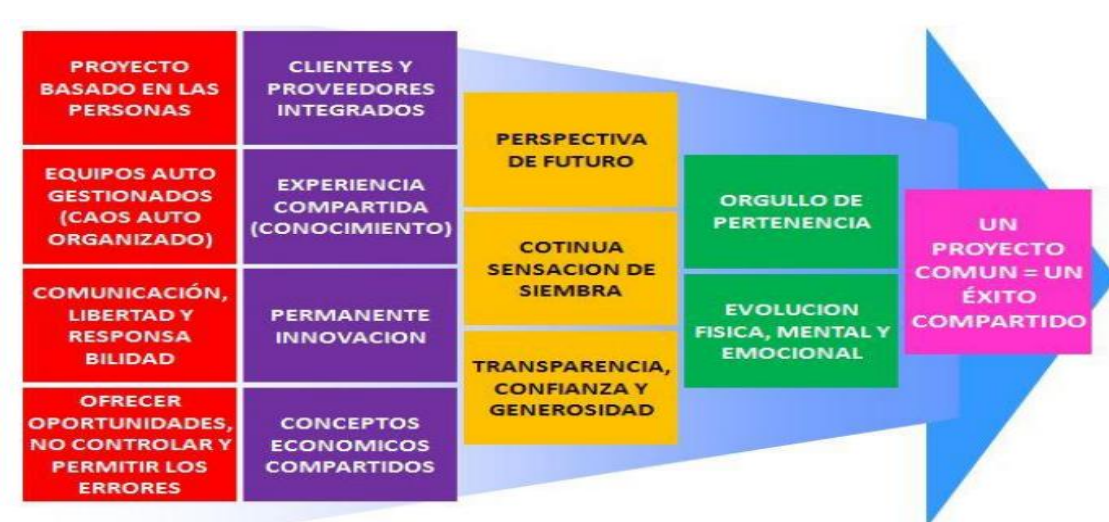 PROYECTO
BASADO EN LAS
PERSONAS
EQUIPOS AUTO
GESTIONADOS
(CAOS AUTO
ORGANIZADO)
COMUNICACIÓN,
LIBERTAD Y
RESPONSA
BILIDAD
OFRECER
OPORTUNIDADES,
NO CONTROLAR Y
PERMITIR LOS
ERRORES
CLIENTES Y
PROVEEDORES
INTEGRADOS
EXPERIENCIA
COMPARTIDA
(CONOCIMIENTO)
PERMANENTE
INNOVACION
CONCEPTOS
ECONOMICOS
COMPARTIDOS
PERSPECTIVA
DE FUTURO
COTINUA
SENSACION DE
SIEMBRA
TRANSPARENCIA,
CONFIANZA Y
GENEROSIDAD
ORGULLO DE
PERTENENCIA
EVOLUCION
FISICA, MENTAL Y
EMOCIONAL
UN
PROYECTO
COMUN = UN
ÉXITO
COMPARTIDO